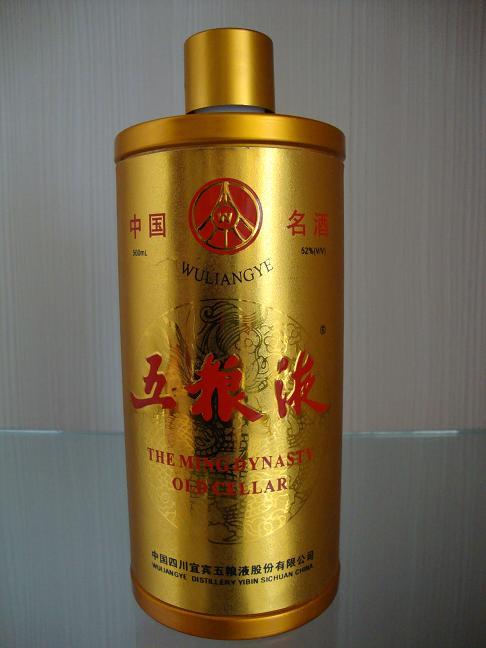 中国 名酒
500mL 52%(V/V)
WULIANGYE
®
五粮液
THE MING DYNASTY
OLD CELLAR
中国四川宜宾五粮液股份有限公司
WULIANGYE DISTILLERY YIBIN SICHUAN CHINA